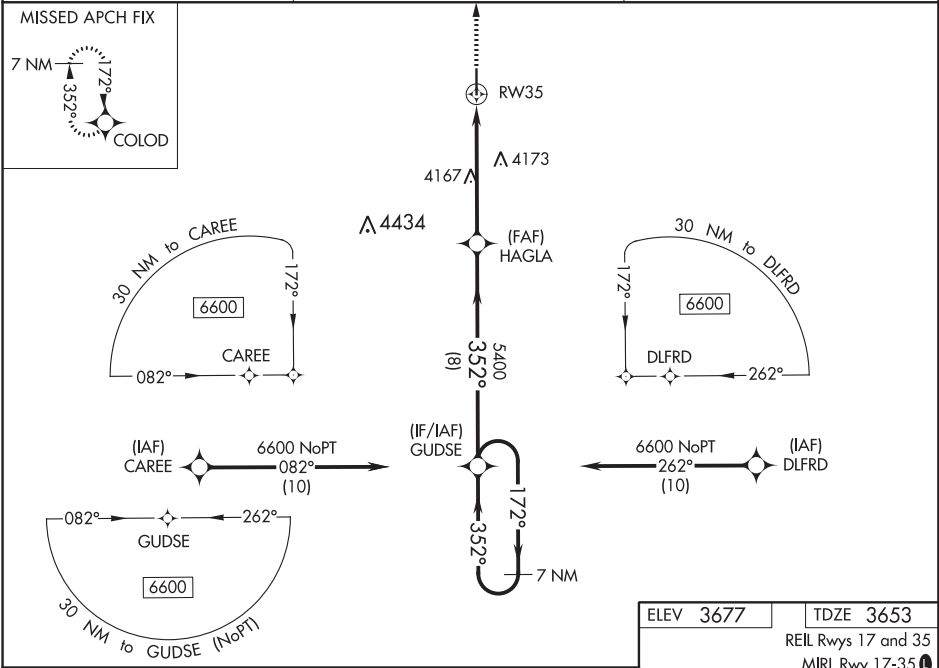 MISSED APCH FIX
7 NM
172°
352°
COLOD
RW35
4173
4167
4434
(FAF)
HAGLA
30 NM to CAREE
172°
6600
CAREE
082°
30 NM to DLFRD
172°
6600
DLFRD
262°
5400
352°
(8)
(IF/IAF)
GUDSE
(IAF)
CAREE
6600 NoPT
082°
(10)
6600 NoPT
262°
(10)
(IAF)
DLFRD
172°
352°
7 NM
082°
262°
GUDSE
6600
30 NM to GUDSE (NoPT)
ELEV 3677
TDZE 3653
REIL Rwys 17 and 35
MIRL Rwy 17-35 L